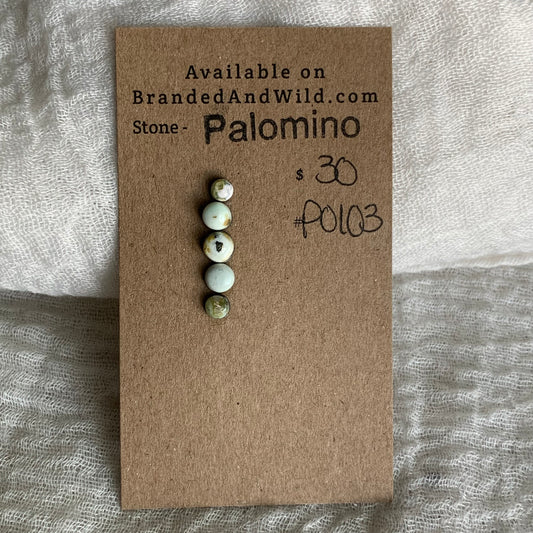 Available on
BrandedAndWild.com
Stone - Palomino
$ 30
#P0103